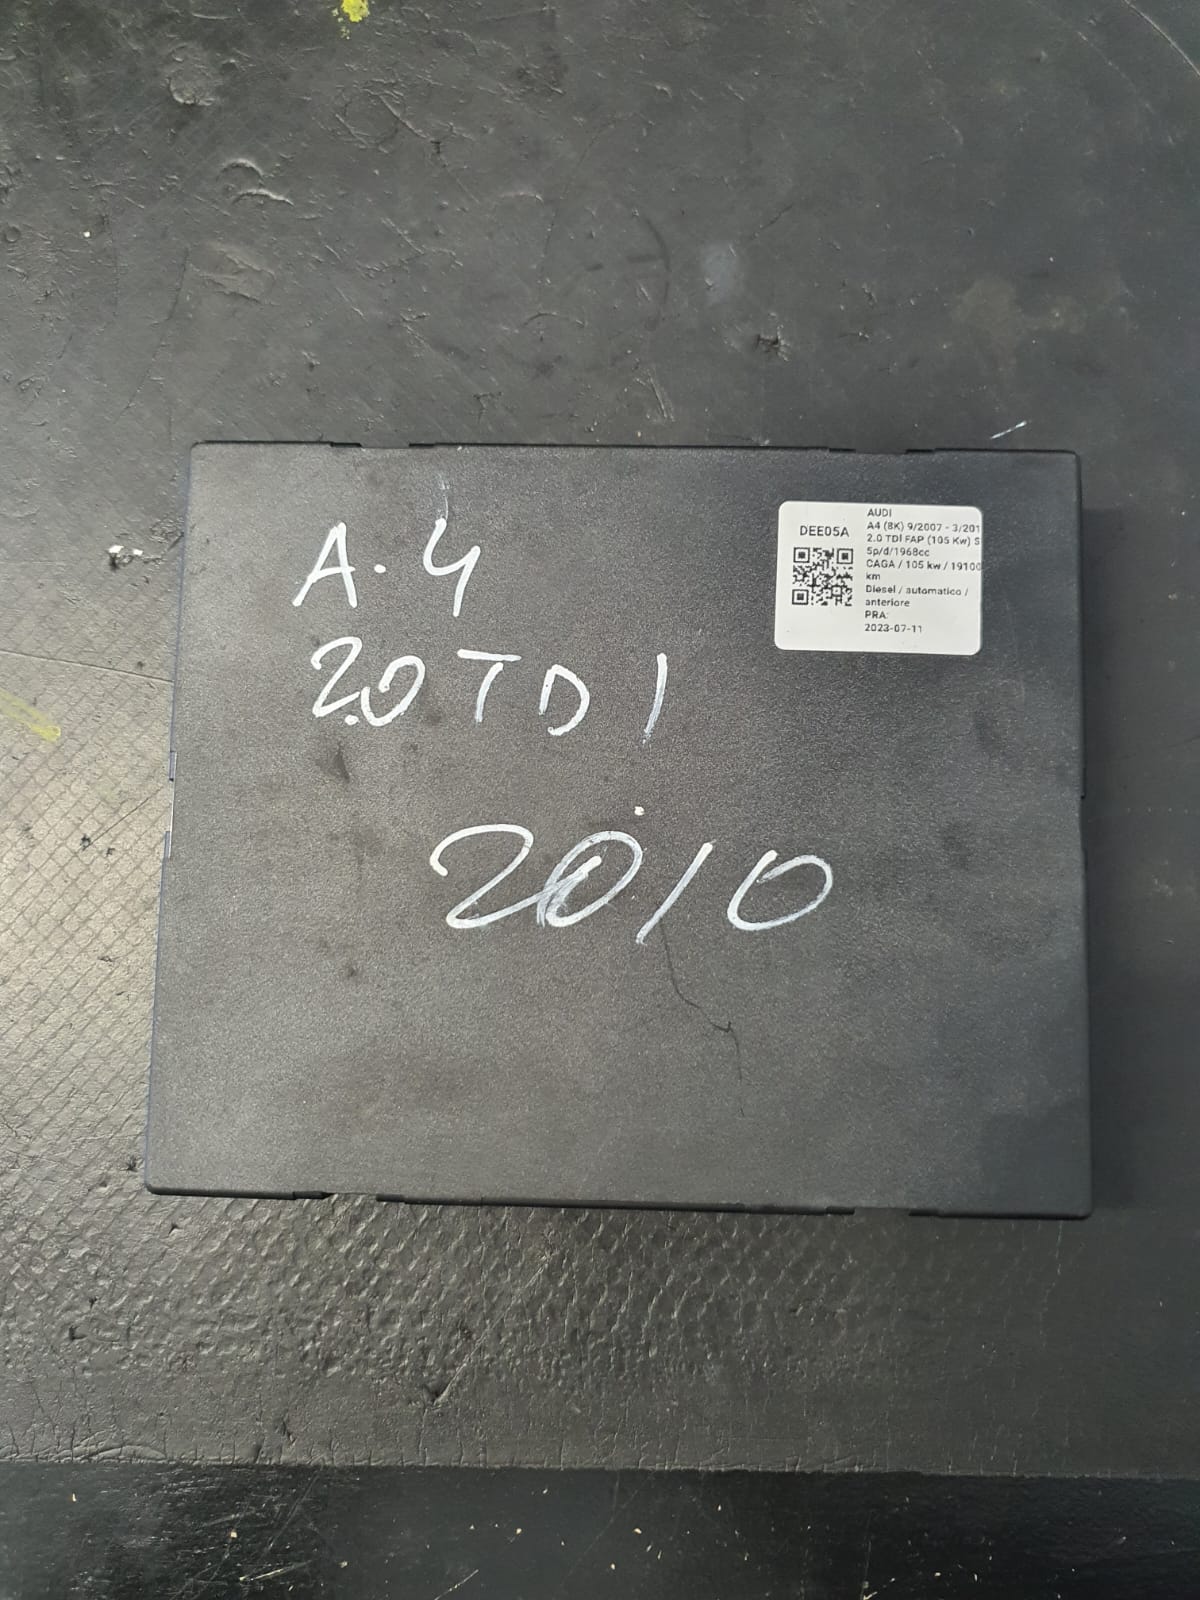 A.4
2.0 TDI
2010
DEE05A
AUDI
A4 (8K) 9/2007 - 3/201
2.0 TDI FAP (105 Kw) S
5p/d/1968cc
CAGA / 105 kw / 19100
km
Diesel / automatico /
anteriore
PRA:
2023-07-11